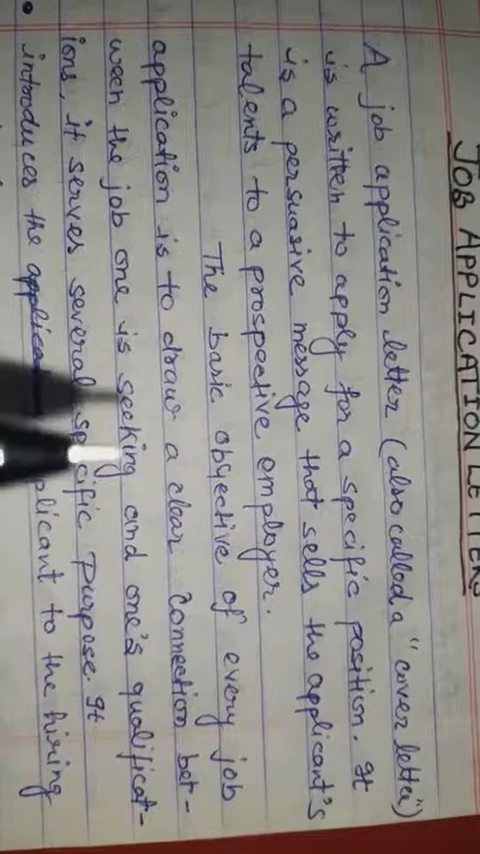 JOB APPLICATION LETTERS
A job application letter (also called a "cover letter")
is written to apply for a specific position. It
is a persuasive message that sells the applicant's
talents to a prospective employer.
The basic objective of every job
application is to draw a clear connection bet-
ween the job one is seeking and one's qualificat-
ions, it serves several specific purpose. It
introduces the applicant to the hiring